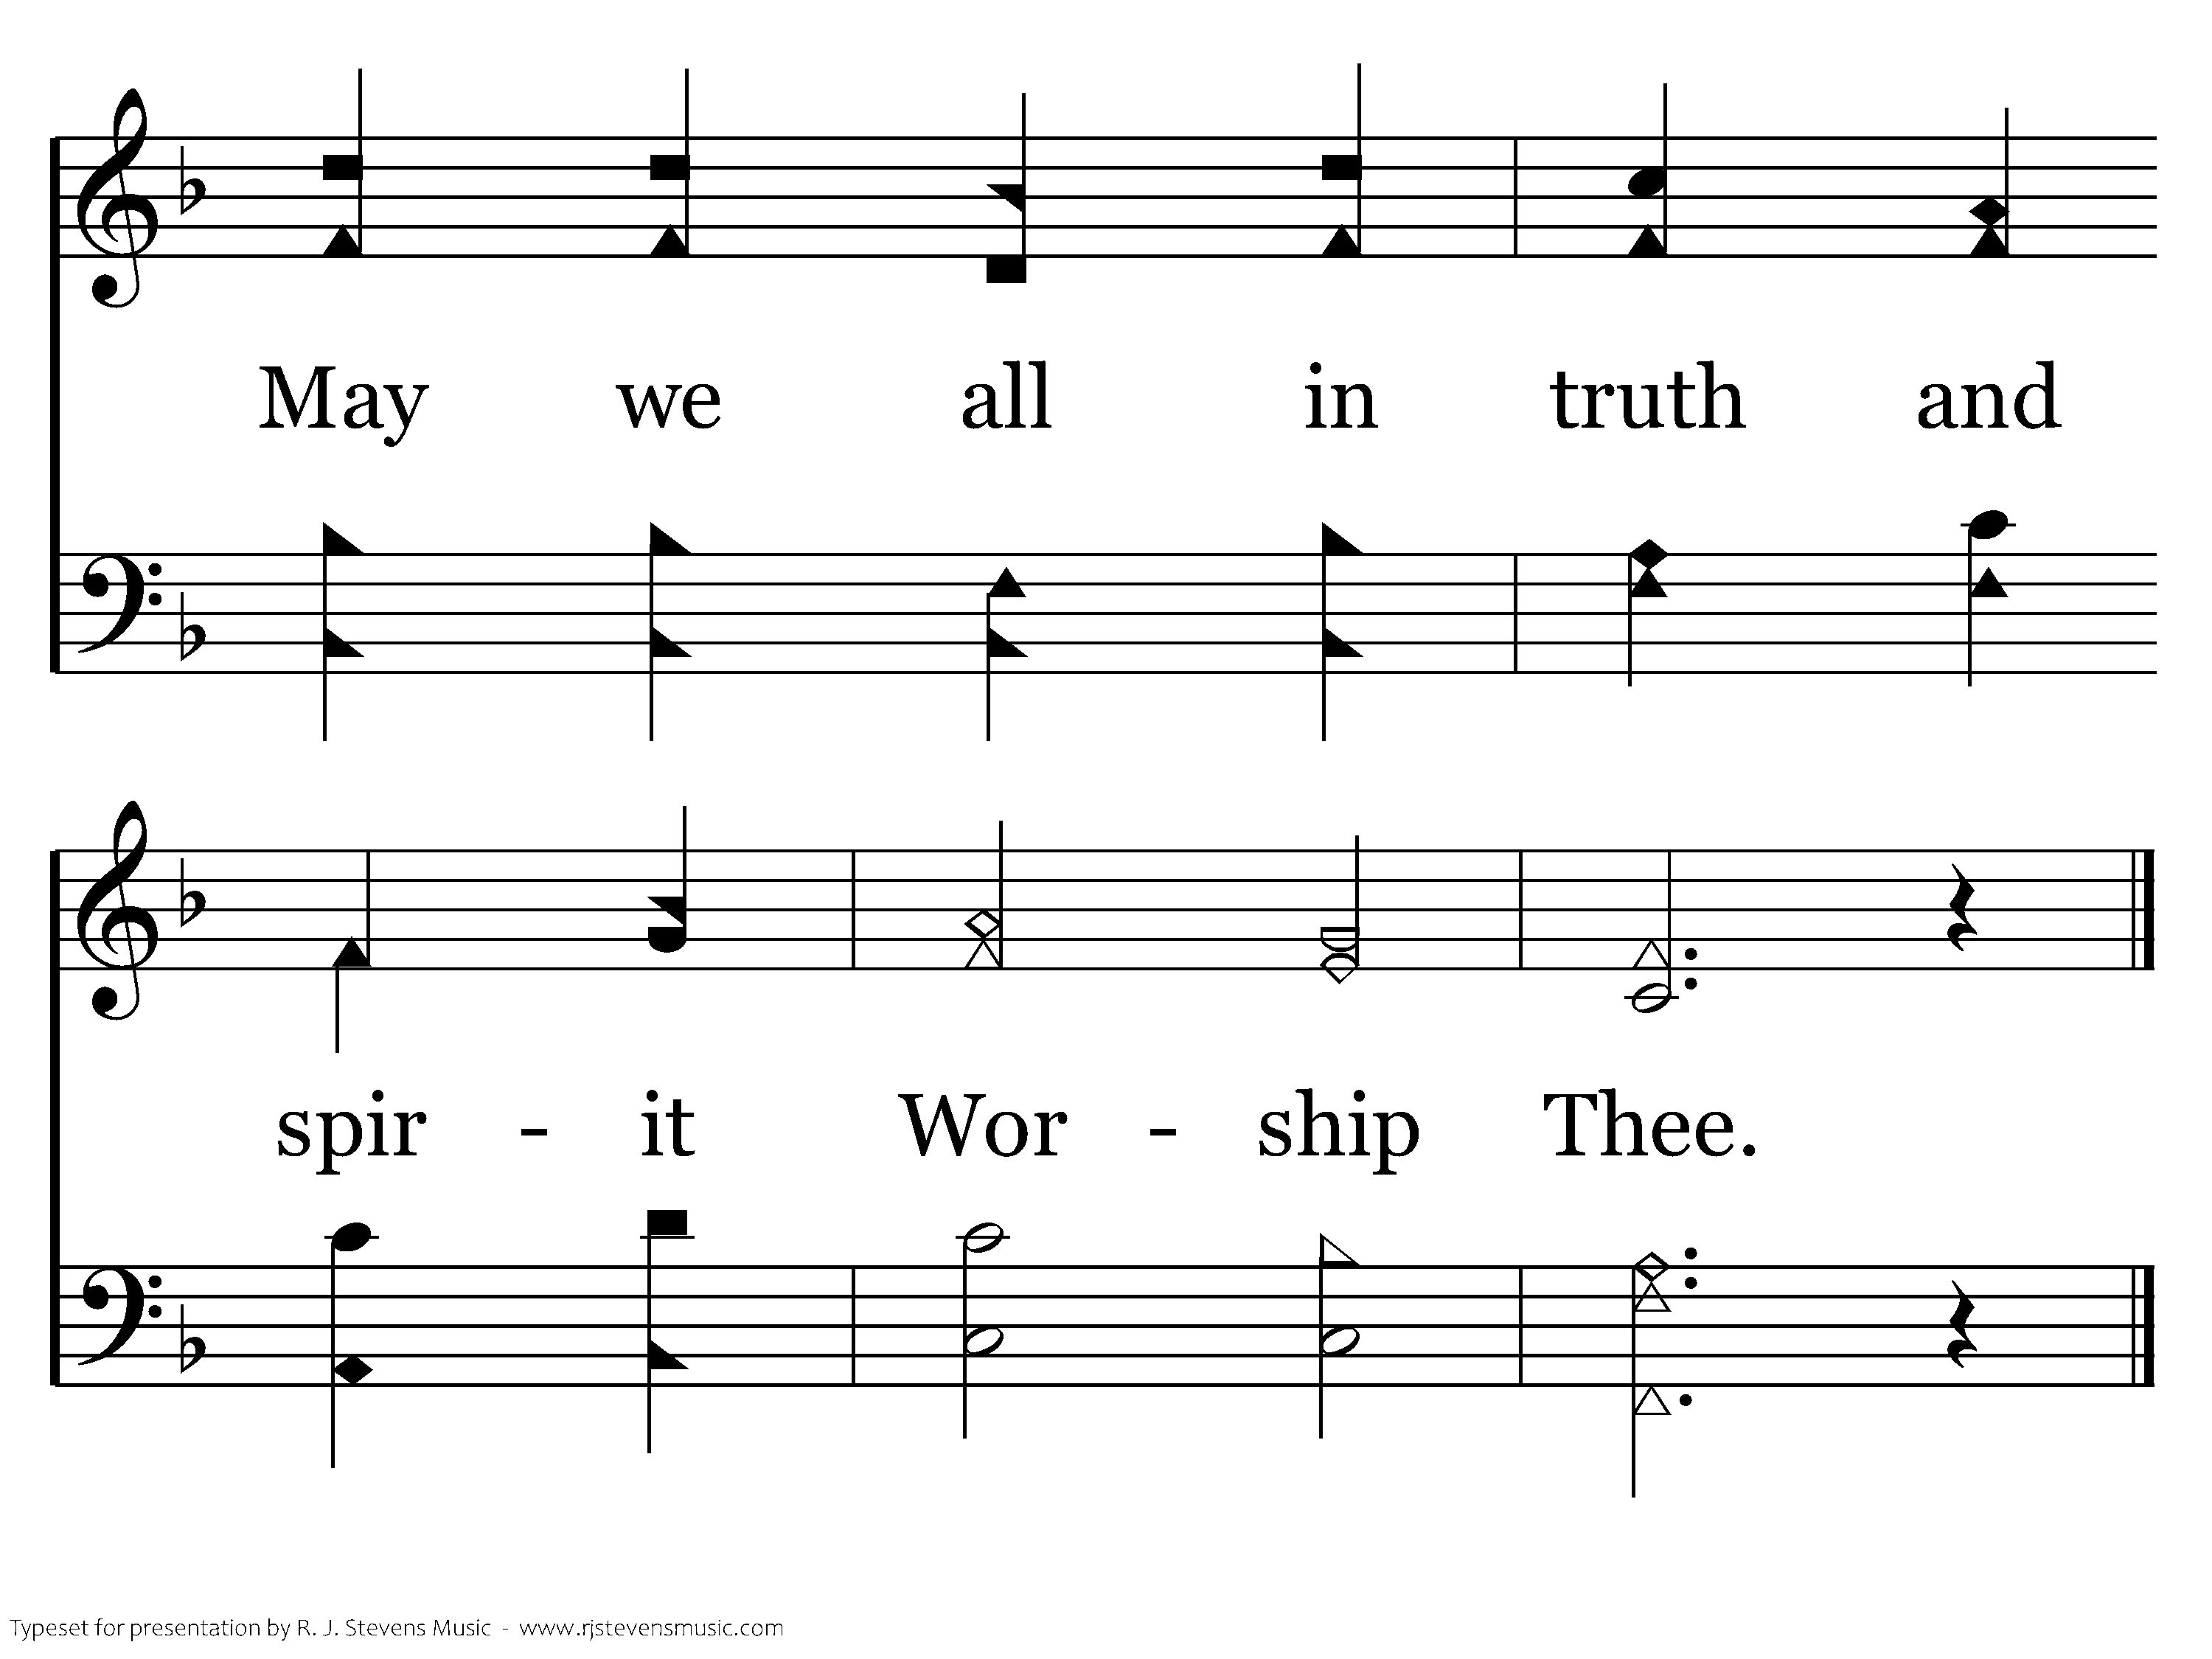 May we all in truth and
spir - it Wor - ship Thee.
Typeset for presentation by R. J. Stevens Music - www.rjstevensmusic.com